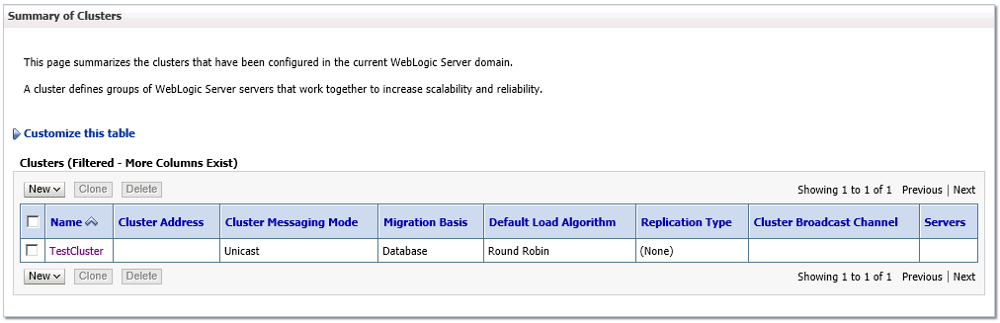 Summary of Clusters
This page summarizes the clusters that have been configured in the current WebLogic Server domain.
A cluster defines groups of WebLogic Server servers that work together to increase scalability and reliability.
Customize this table
Clusters (Filtered - More Columns Exist)
New Clone Delete Showing 1 to 1 of 1 Previous | Next
Name Cluster Address Cluster Messaging Mode Migration Basis Default Load Algorithm Replication Type Cluster Broadcast Channel Servers
TestCluster Unicast Database Round Robin (None)
New Clone Delete Showing 1 to 1 of 1 Previous | Next